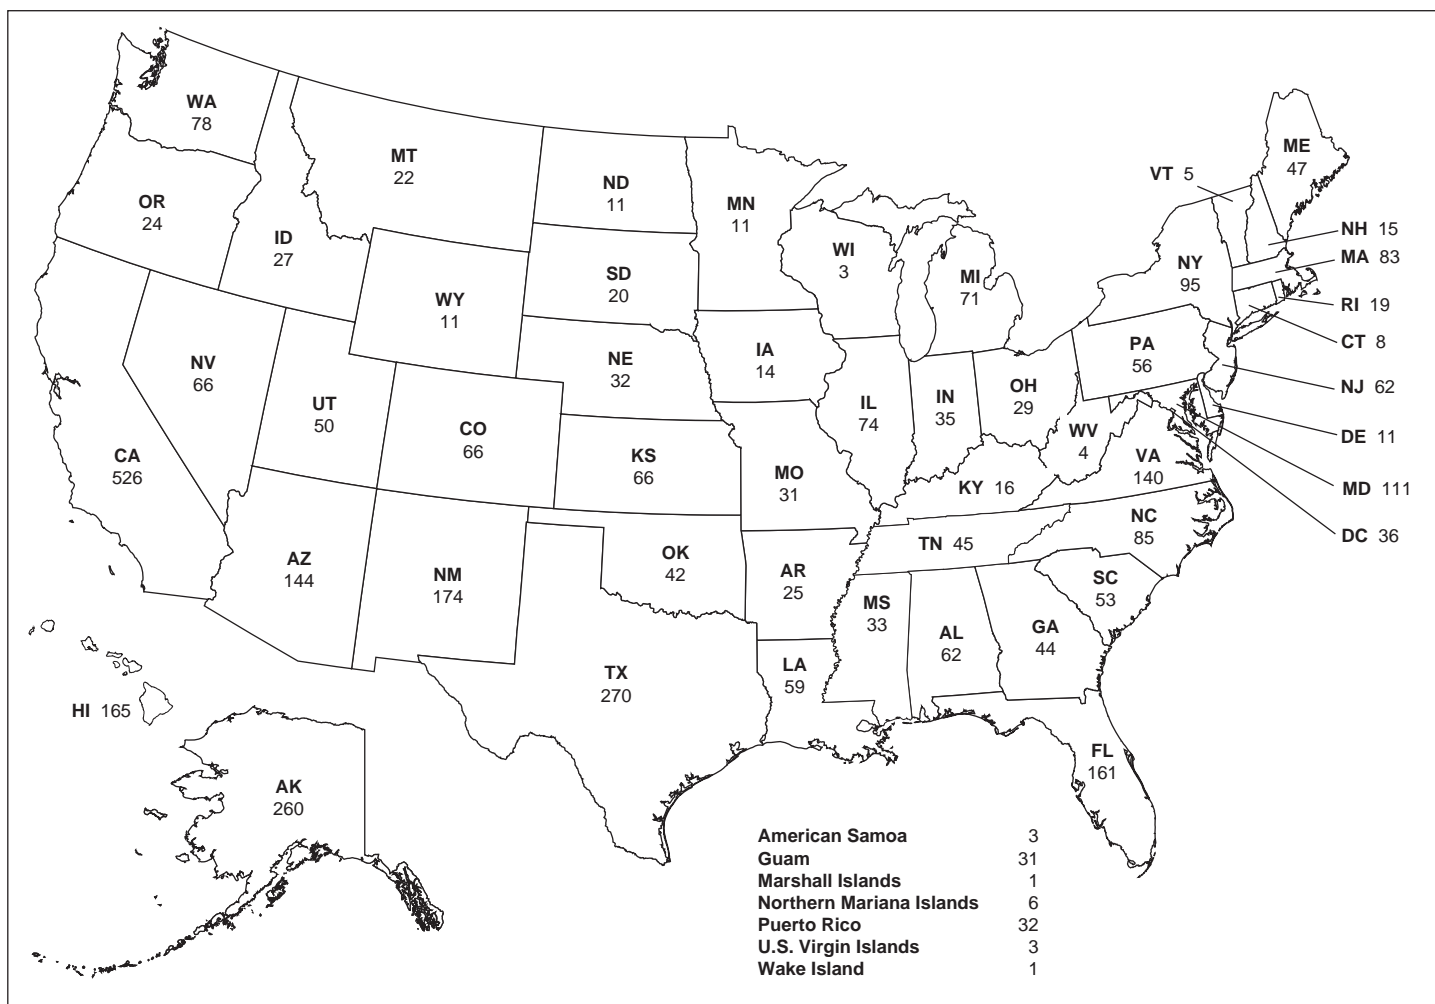 WA
78
MT
22
ND
11
MN
11
ME
47
VT 5
OR
24
ID
27
WI
3
NH 15
MA 83
SD
20
MI
71
NY
95
WY
11
RI 19
CT 8
NE
32
IA
14
PA
56
NV
66
NJ 62
UT
50
IL
74
IN
35
OH
29
CO
66
WV
4
DE 11
CA
526
KS
66
MO
31
KY 16
VA
140
MD 111
DC 36
NC
85
TN 45
AZ
144
NM
174
OK
42
AR
25
SC
53
MS
33
AL
62
GA
44
TX
270
LA
59
HI 165
FL
161
AK
260
American Samoa 3
Guam 31
Marshall Islands 1
Northern Mariana Islands 6
Puerto Rico 32
U.S. Virgin Islands 3
Wake Island 1